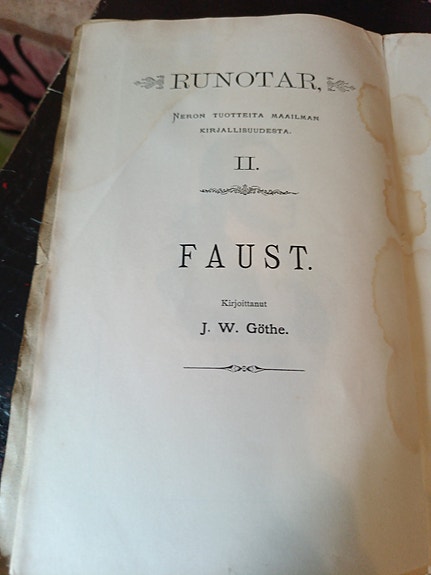 RUNOTAR,
NERON TUOTTEITA MAAILMAN
KIRJALLISUUDESTA.
II.
FAUST.
Kirjoittanut
J. W. Göthe.